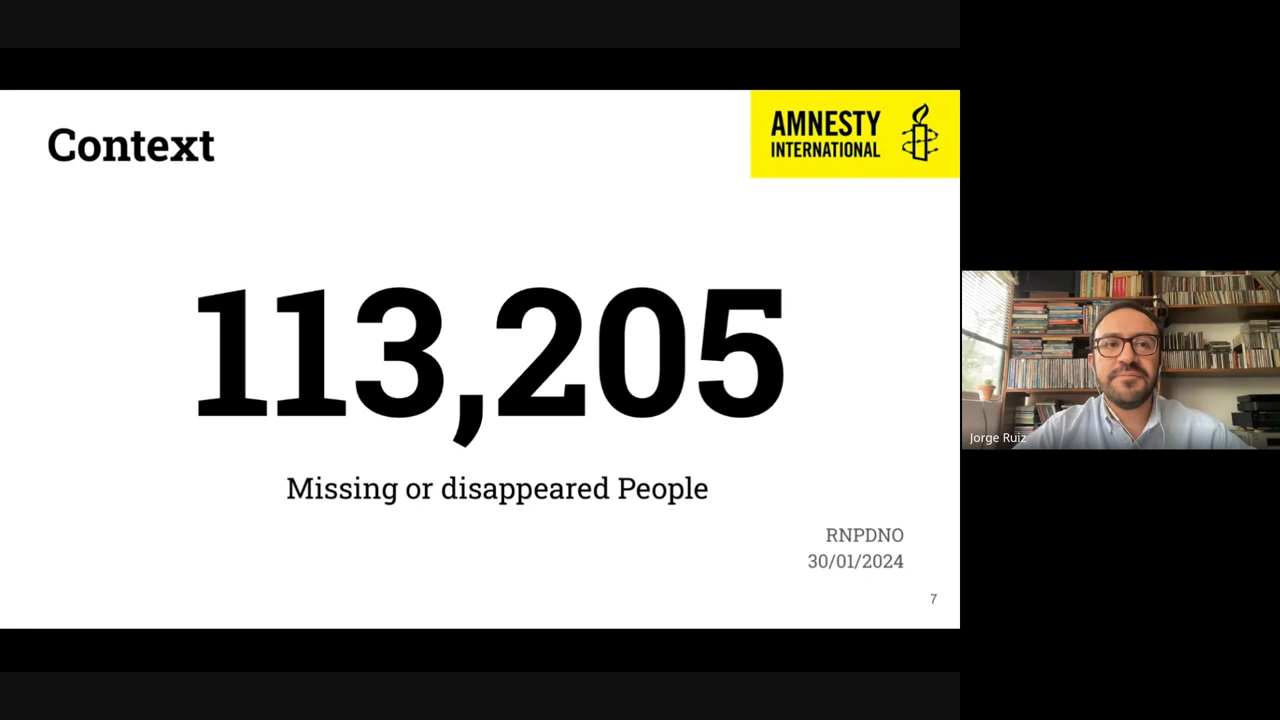 Context
AMNESTY
INTERNATIONAL
113,205
Missing or disappeared People
RNPDNO
30/01/2024
7
Jorge Ruiz